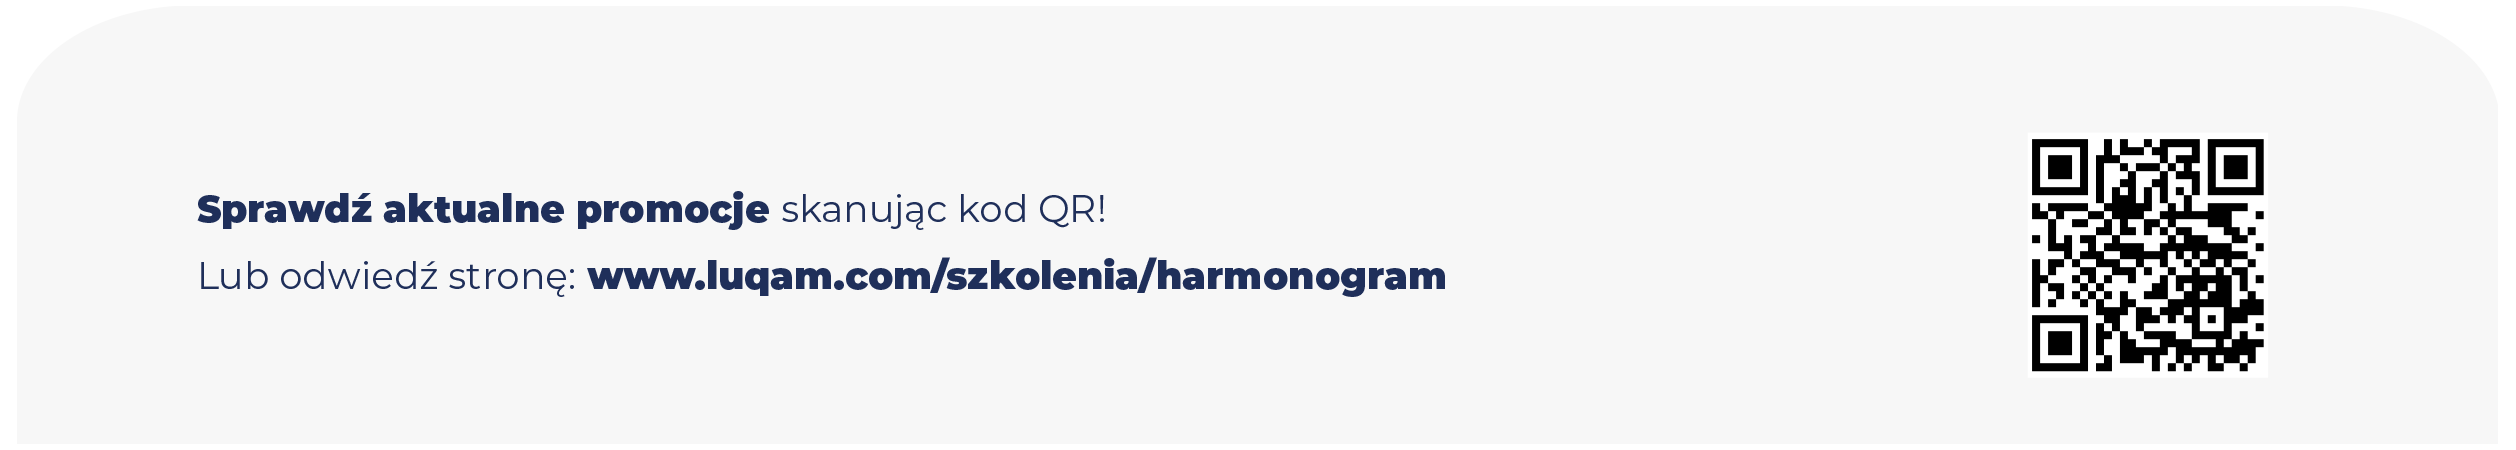 Sprawdź aktualne promocje skanując kod QR!
Lub odwiedź stronę: www.luqam.com/szkolenia/harmonogram